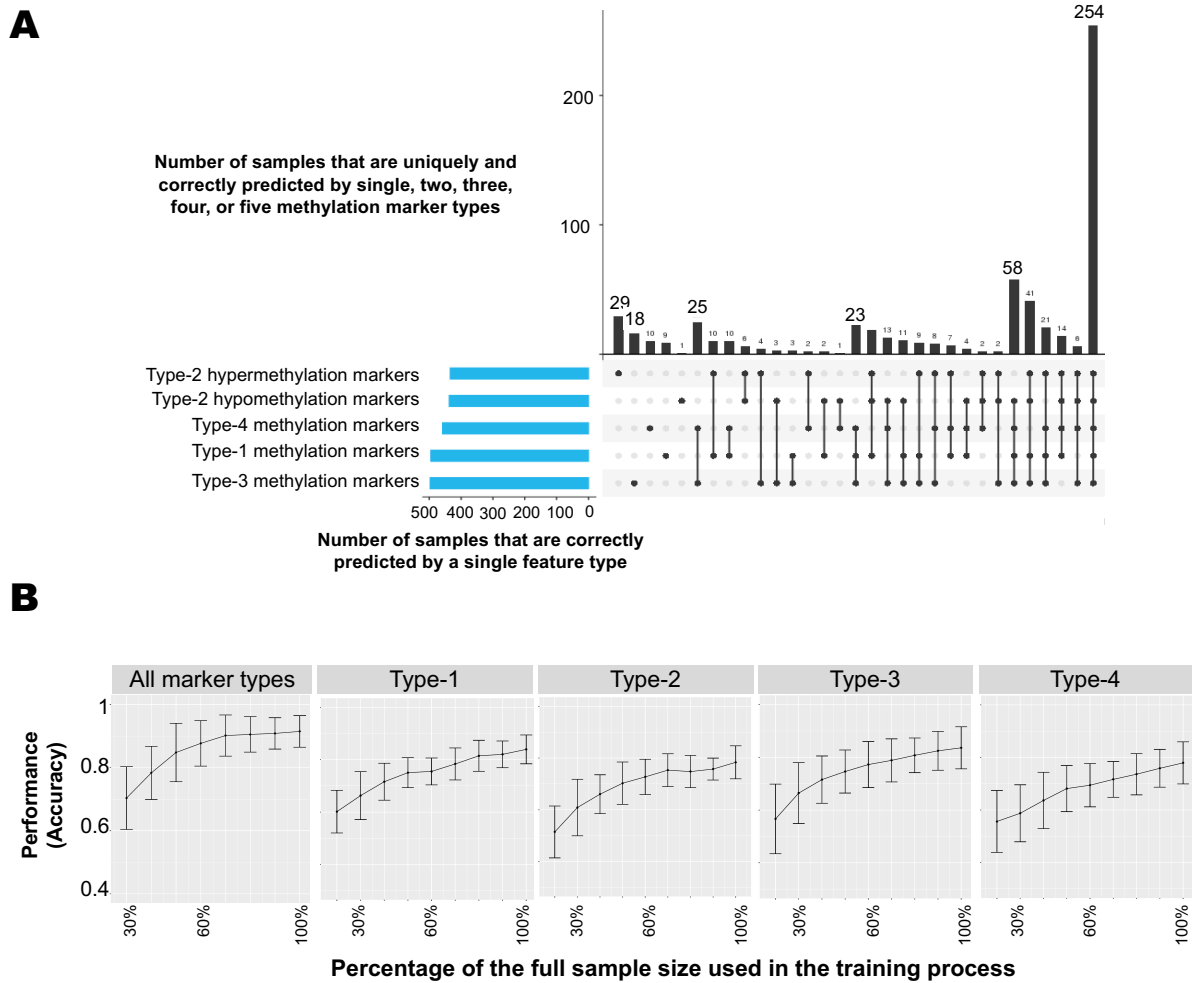 A
254
200
Number of samples that are uniquely and
correctly predicted by single, two, three,
four, or five methylation marker types
100
58
29
18
10
9
1
25
10
10
6
4
3
3
2
2
1
23
13
11
9
8
7
4
2
2
41
21
14
6
Type-2 hypermethylation markers
Type-2 hypomethylation markers
Type-4 methylation markers
Type-1 methylation markers
Type-3 methylation markers
500 400 300 200 100 0
Number of samples that are correctly
predicted by a single feature type
B
All marker types Type-1 Type-2 Type-3 Type-4
1
0.8
0.6
0.4
Performance
(Accuracy)
30% 60% 100% 30% 60% 100% 30% 60% 100% 30% 60% 100% 30% 60% 100%
Percentage of the full sample size used in the training process